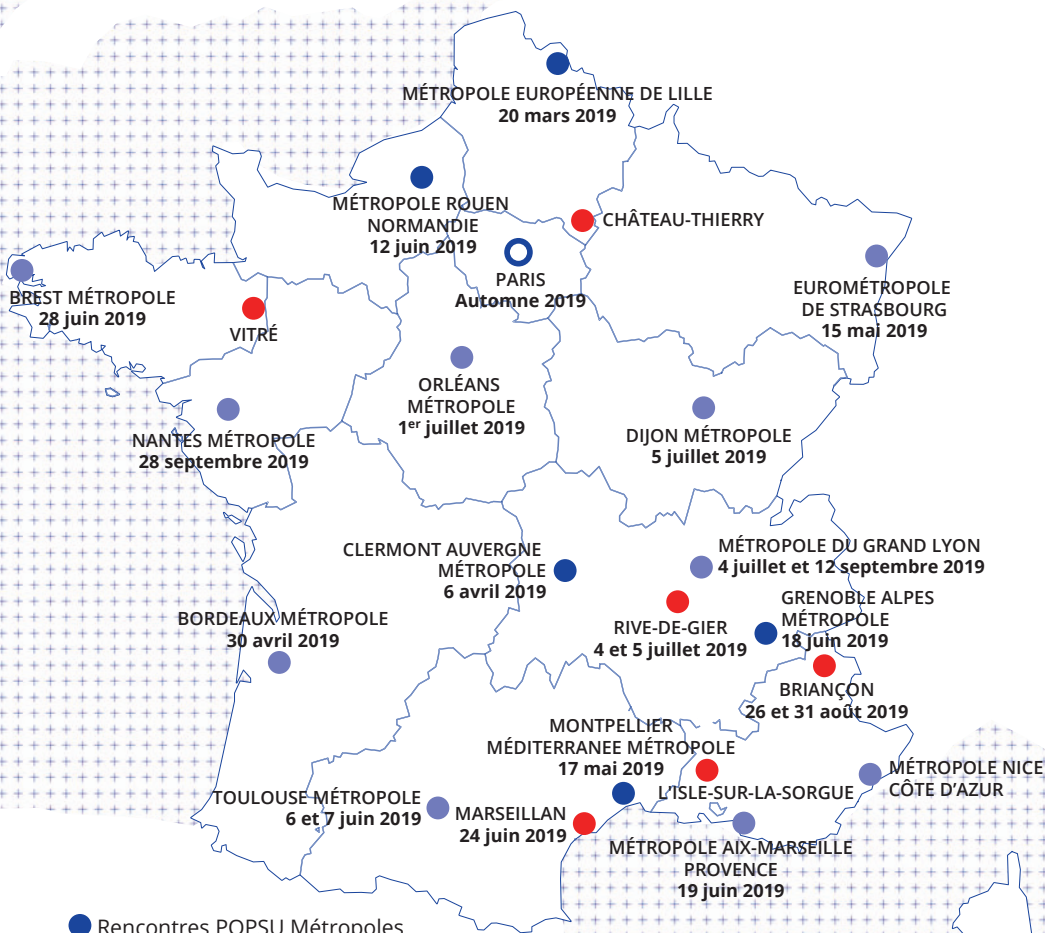 MÉTROPOLE EUROPÉENNE DE LILLE
20 mars 2019
MÉTROPOLE ROUEN
NORMANDIE
12 juin 2019
CHÂTEAU-THIERRY
PARIS
Automne 2019
EUROMÉTROPOLE
DE STRASBOURG
15 mai 2019
BREST MÉTROPOLE
28 juin 2019
VITRÉ
ORLÉANS
MÉTROPOLE
1er juillet 2019
NANTES MÉTROPOLE
28 septembre 2019
DIJON MÉTROPOLE
5 juillet 2019
CLERMONT AUVERGNE
MÉTROPOLE
6 avril 2019
MÉTROPOLE DU GRAND LYON
4 juillet et 12 septembre 2019
GRENOBLE ALPES
MÉTROPOLE
18 juin 2019
RIVE-DE-GIER
4 et 5 juillet 2019
BORDEAUX MÉTROPOLE
30 avril 2019
BRIANÇON
26 et 31 août 2019
MONTPELLIER
MÉDITERRANEE MÉTROPOLE
17 mai 2019
L'ISLE-SUR-LA-SORGUE
MÉTROPOLE NICE
CÔTE D'AZUR
TOULOUSE MÉTROPOLE
6 et 7 juin 2019
MARSEILLAN
24 juin 2019
MÉTROPOLE AIX-MARSEILLE
PROVENCE
19 juin 2019
Rencontres POPSU Métropoles